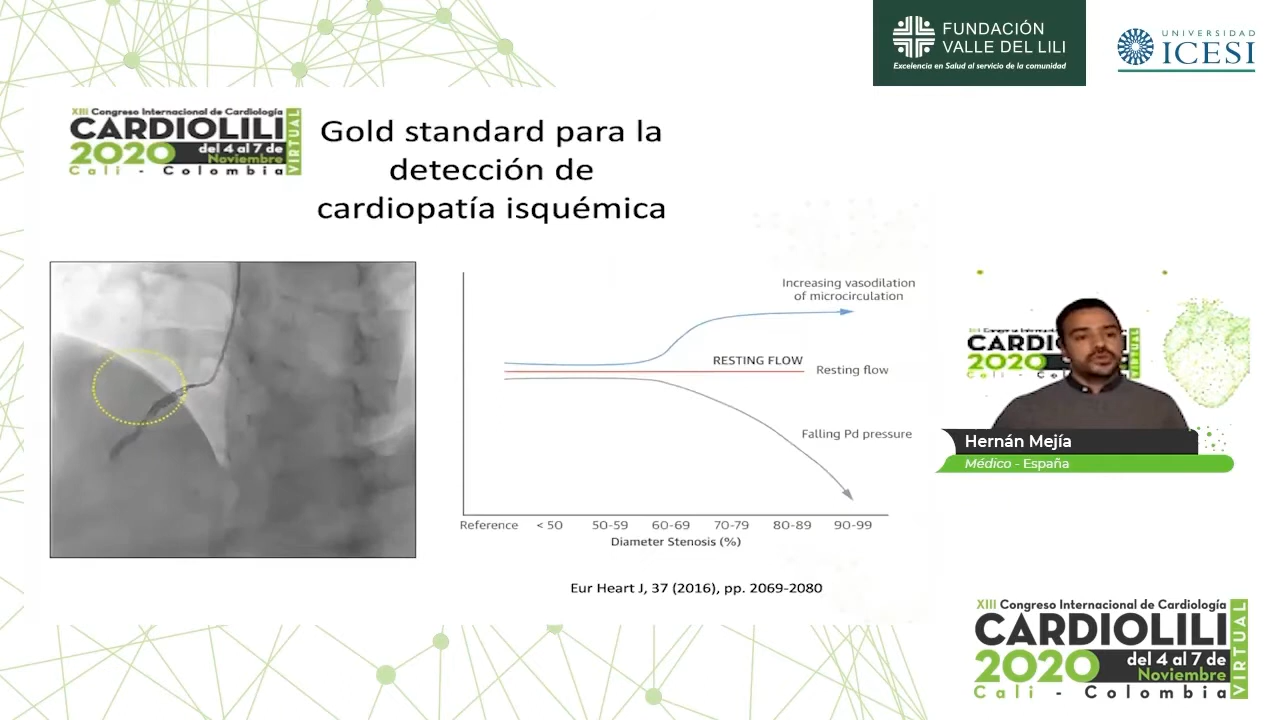 FUNDACIÓN
VALLE DEL LILI
Excelencia en Salud al servicio de la comunidad
UNIVERSIDAD
ICESI
XIII Congreso Internacional de Cardiología
CARDIOLILI
2020
del 4 al 7 de
Noviembre
Cali - Colombia
VIRTUAL
Gold standard para la
detección de
cardiopatía isquémica
Increasing vasodilation
of microcirculation
RESTING FLOW
Resting flow
Falling Pd pressure
Reference < 50 50-59 60-69 70-79 80-89 90-99
Diameter Stenosis (%)
Eur Heart J, 37 (2016), pp. 2069-2080
Hernán Mejía
Médico - España
XIII Congreso Internacional de Cardiología
CARDIOLILI
2020
del 4 al 7 de
Noviembre
Cali - Colombia
VIRTUAL